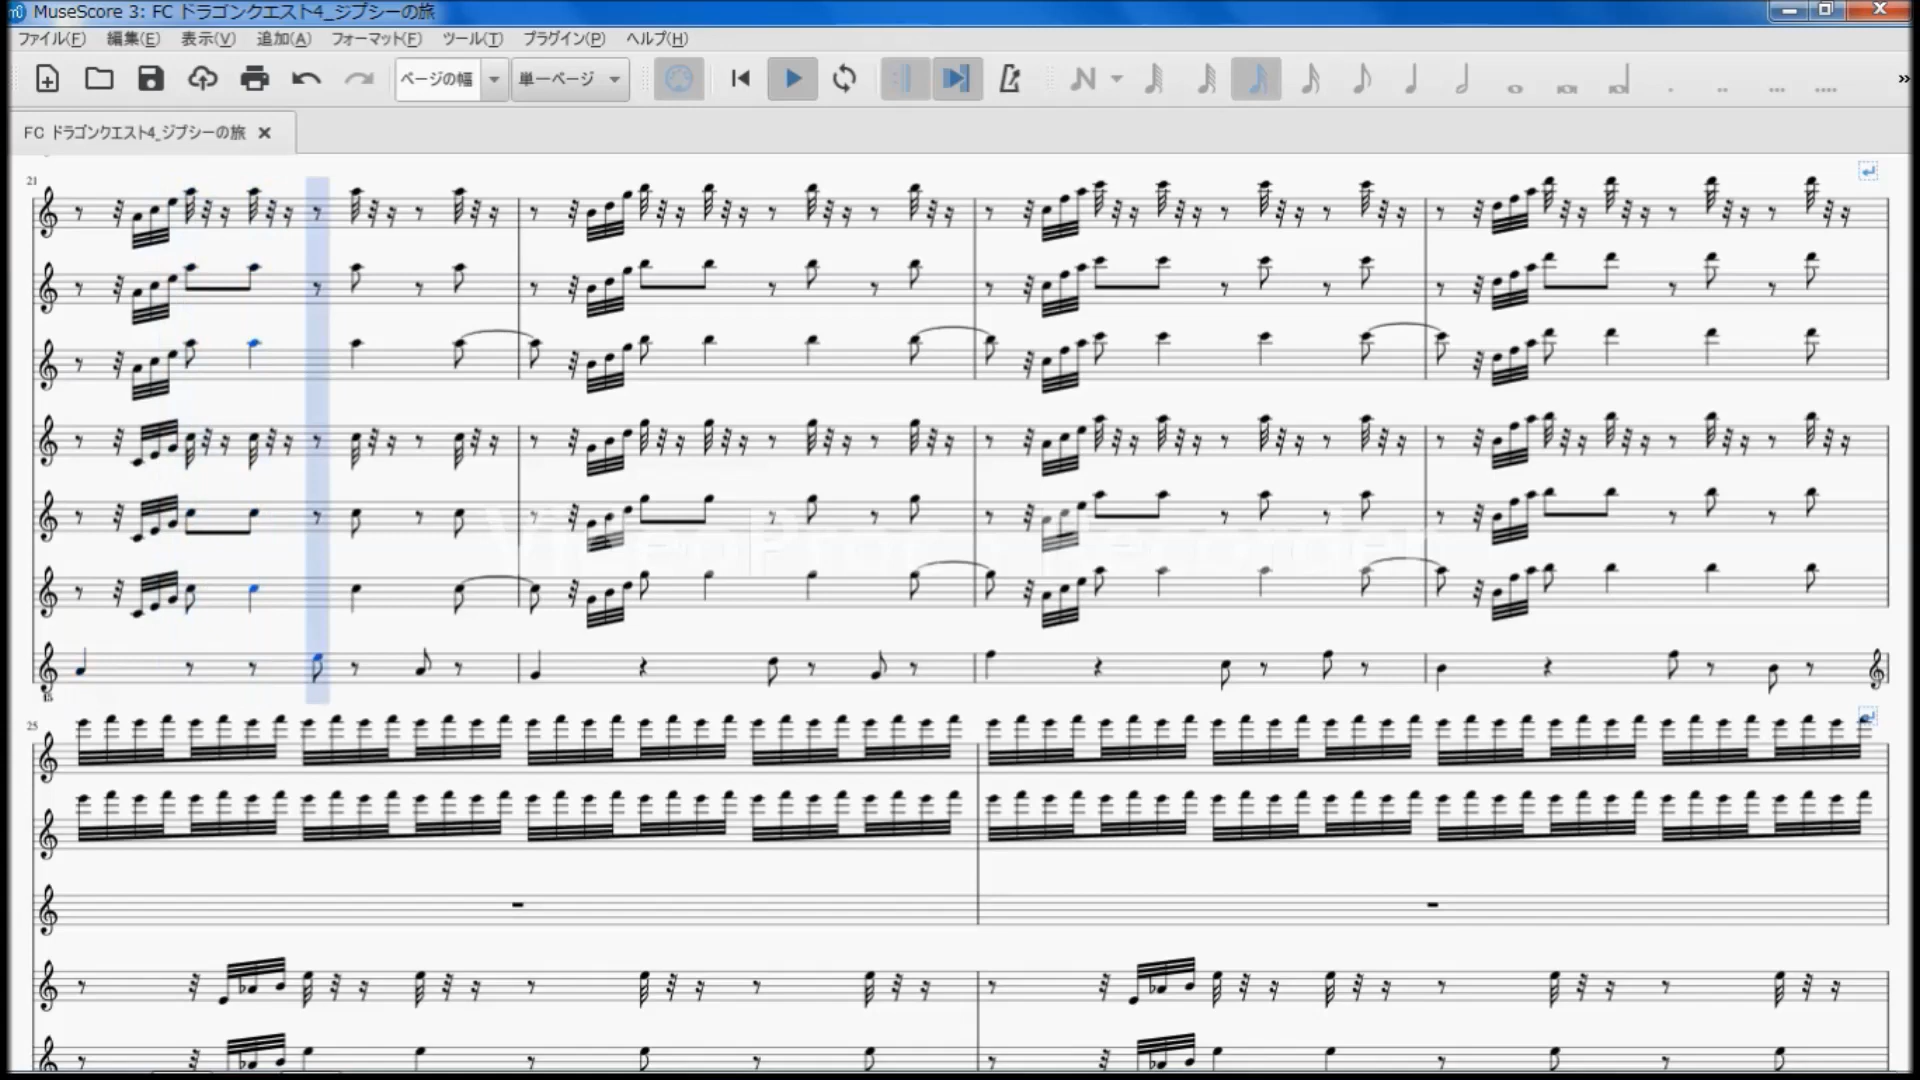 MuseScore 3: FC ドラゴンクエスト4_ジプシーの旅
ファイル(F) 編集(E) 表示(V) 追加(A) フォーマット(F) ツール(T) プラグイン(P) ヘルプ(H)
ページの幅 単一ページ
FC ドラゴンクエスト4_ジプシーの旅
21
25